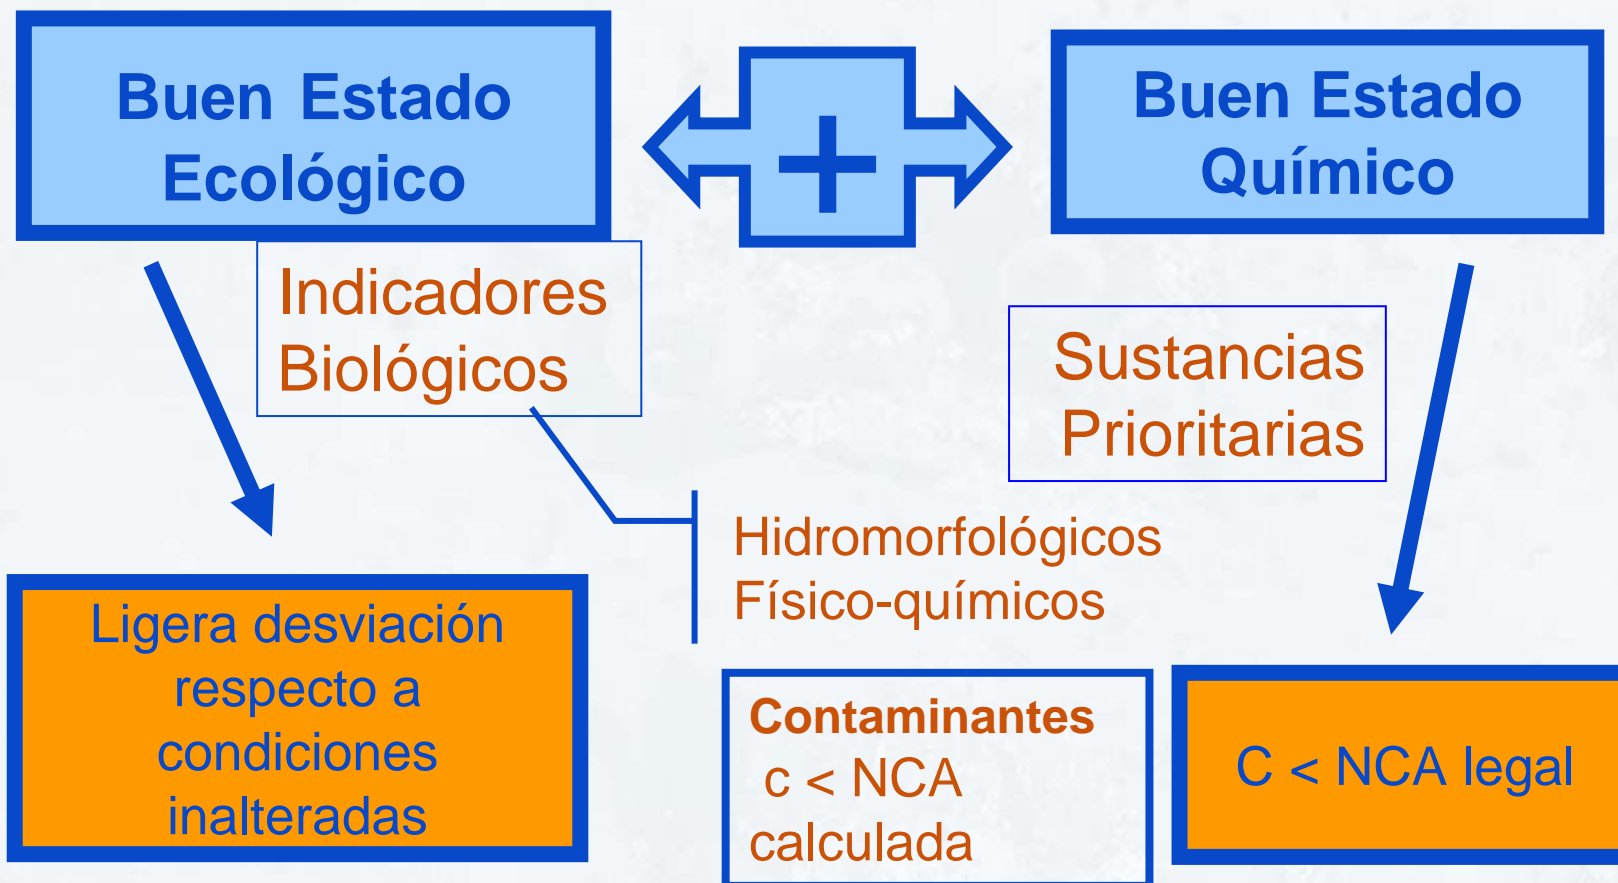 Buen Estado
Ecológico
+
Buen Estado
Químico
Indicadores
Biológicos
Sustancias
Prioritarias
Hidromorfológicos
Físico-químicos
Ligera desviación
respecto a
condiciones
inalteradas
Contaminantes
c < NCA
calculada
C < NCA legal